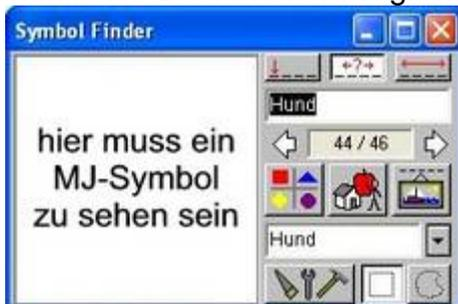 Symbol Finder
←?→
Hund
hier muss ein
MJ-Symbol
zu sehen sein
44 / 46
Hund